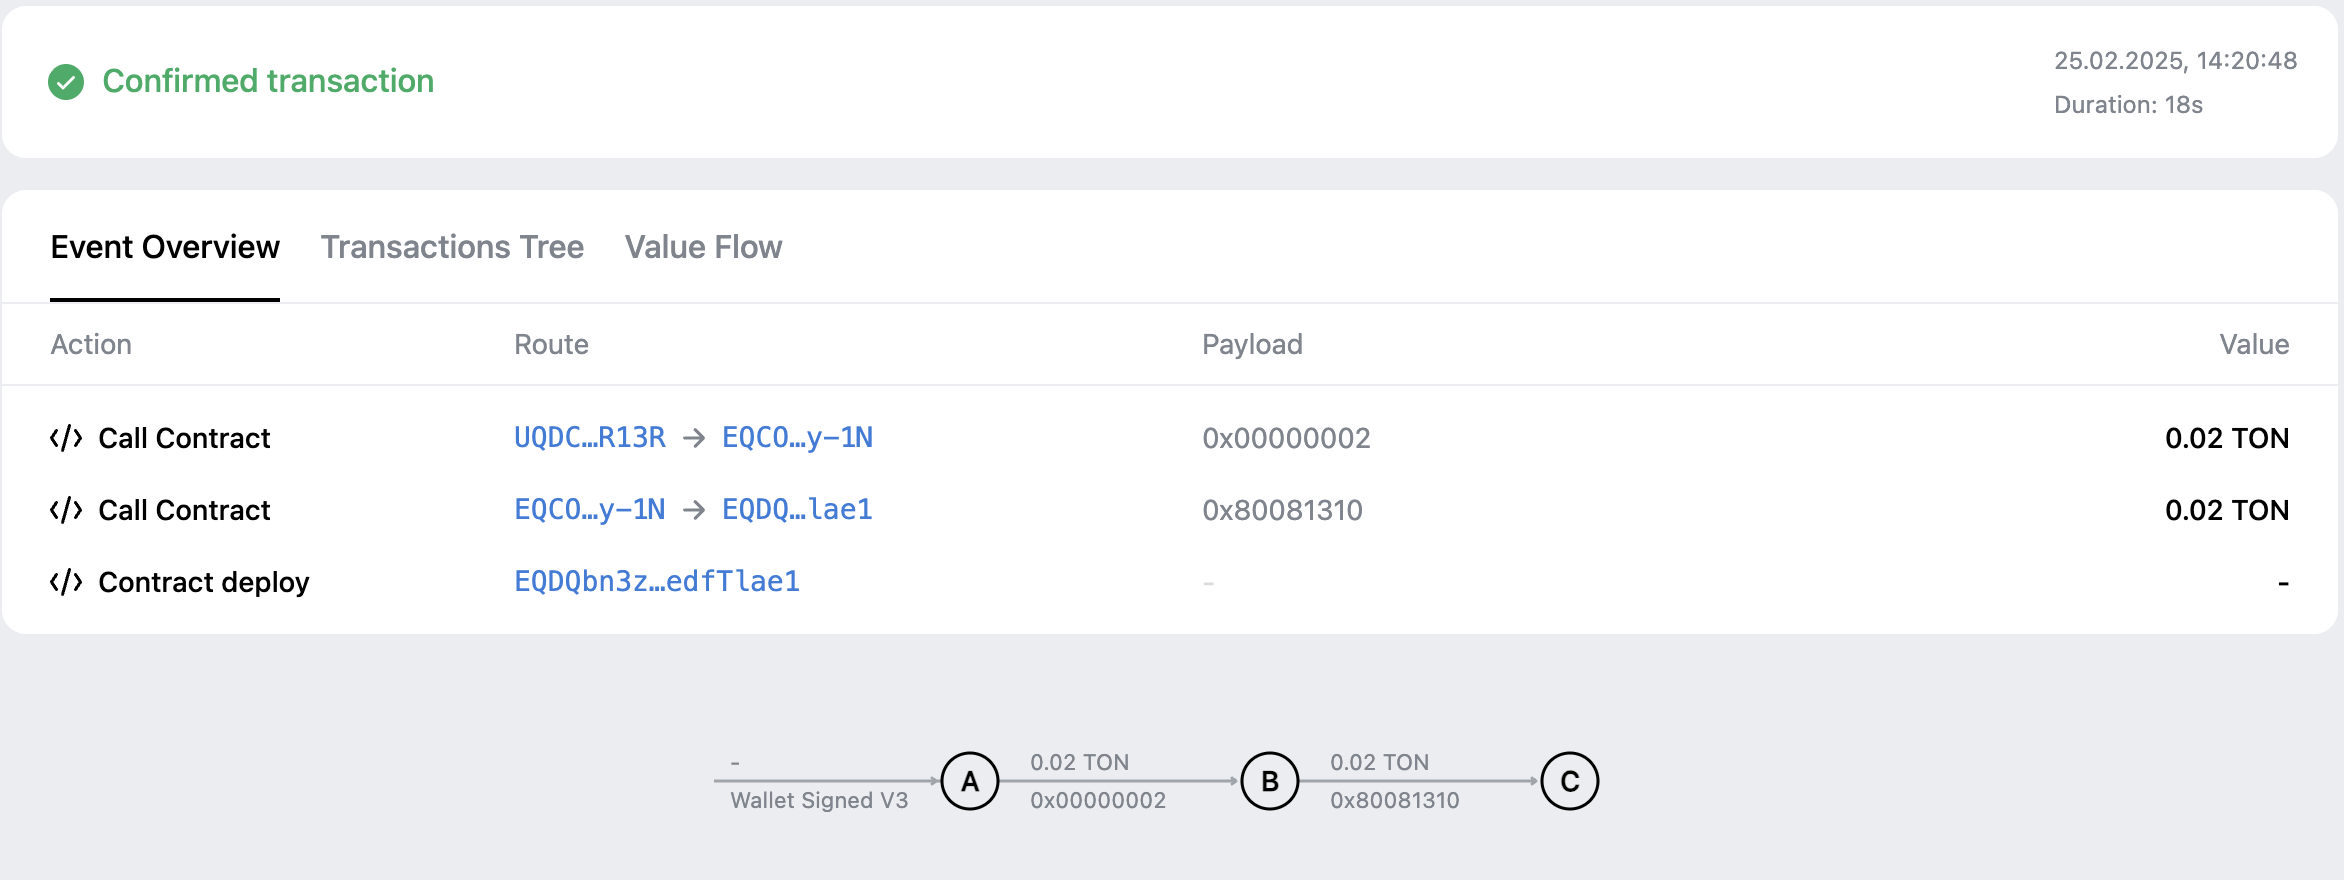 Confirmed transaction
25.02.2025, 14:20:48
Duration: 18s
Event Overview Transactions Tree Value Flow
Action Route Payload Value
Call Contract UQDC…R13R → EQCO…y-1N 0x00000002 0.02 TON
Call Contract EQCO…y-1N → EQDQ…lae1 0x80081310 0.02 TON
Contract deploy EQDQbn3z…edfTlae1 - -
- 0.02 TON 0.02 TON
A B C
Wallet Signed V3 0x00000002 0x80081310